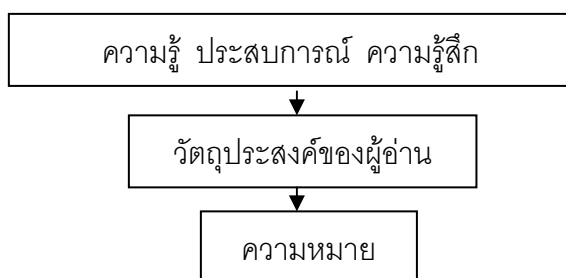 ความรู้ ประสบการณ์ ความรู้สึก
วัตถุประสงค์ของผู้อ่าน
ความหมาย